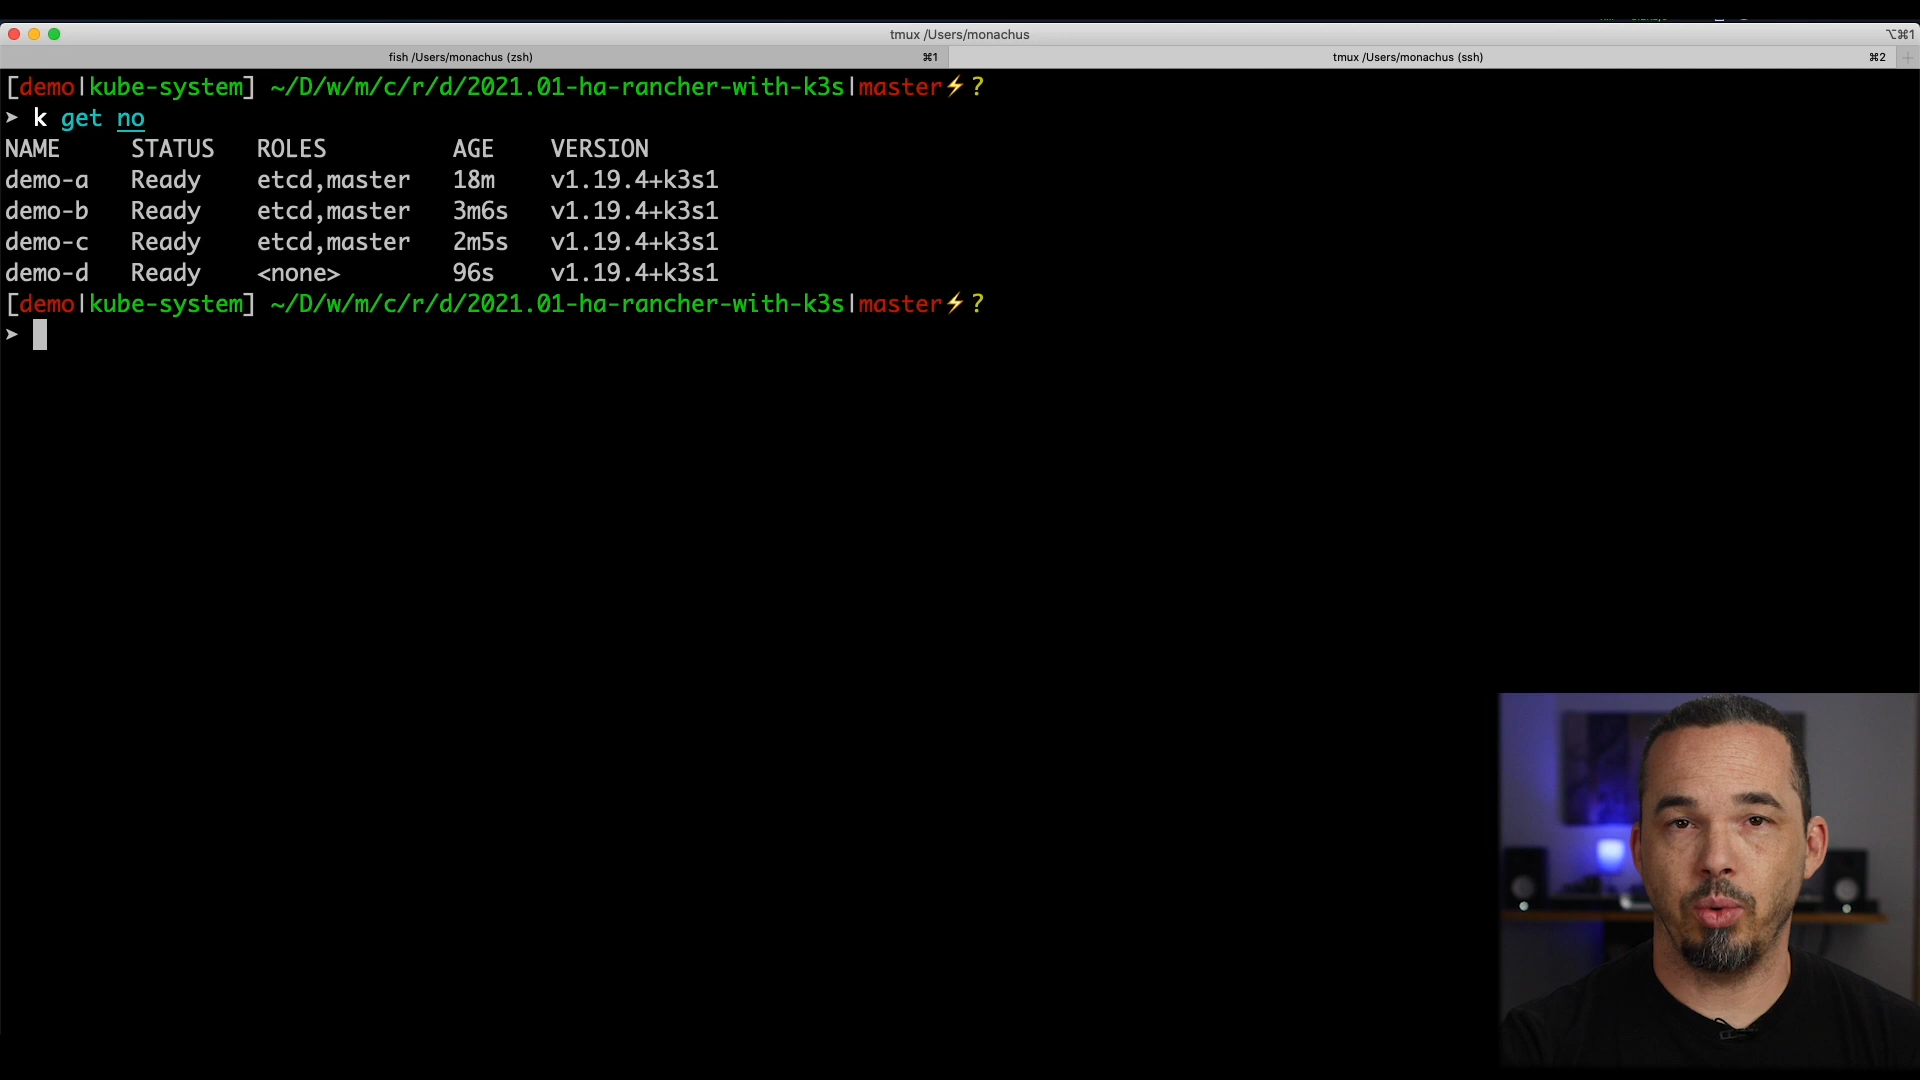 tmux /Users/monachus
⌥⌘1
fish /Users/monachus (zsh) ⌘1
tmux /Users/monachus (ssh) ⌘2
[demo|kube-system] ~/D/w/m/c/r/d/2021.01-ha-rancher-with-k3s|master⚡?
➤ k get no
NAME STATUS ROLES AGE VERSION
demo-a Ready etcd,master 18m v1.19.4+k3s1
demo-b Ready etcd,master 3m6s v1.19.4+k3s1
demo-c Ready etcd,master 2m5s v1.19.4+k3s1
demo-d Ready <none> 96s v1.19.4+k3s1
[demo|kube-system] ~/D/w/m/c/r/d/2021.01-ha-rancher-with-k3s|master⚡?
➤